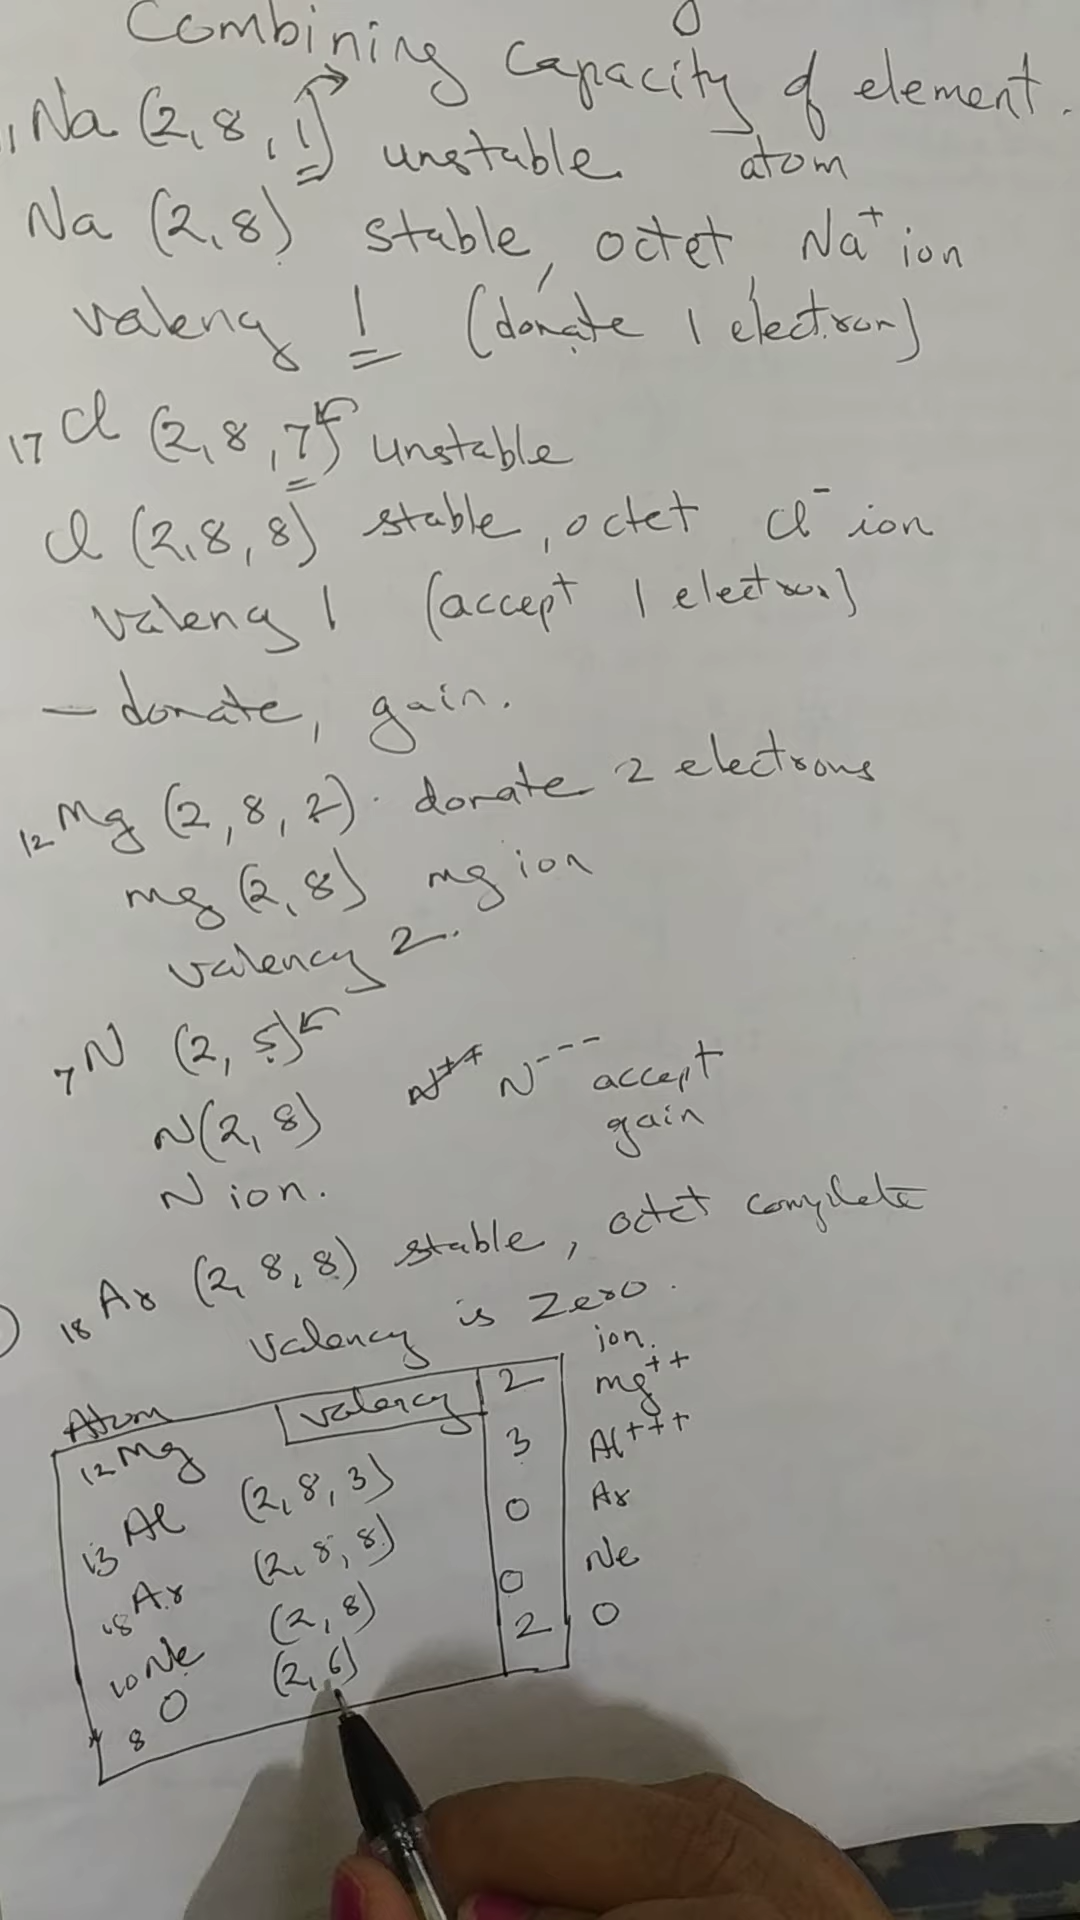 Combining capacity of element.
Na (2, 8, 1) unstable atom
Na (2, 8) stable, octet, Na+ ion
valency 1 (donate 1 electron)
17 Cl (2, 8, 7) unstable
Cl (2, 8, 8) stable, octet Cl- ion
valency 1 (accept 1 electron)
— donate, gain.
12 Mg (2, 8, 2). donate 2 electrons
mg (2, 8) mg ion
valency 2.
7 N (2, 5)
N(2, 8) N++ N--- accept
gain
N ion.
18 Ar (2, 8, 8) stable, octet complete
valency is zero.
Atom valency ion.
12 Mg 2 mg++
13 Al (2, 8, 3) 3 Al+++
18 Ar (2, 8, 8) 0 Ar
10 Ne (2, 8) 0 Ne
8 O (2, 6) 2 O